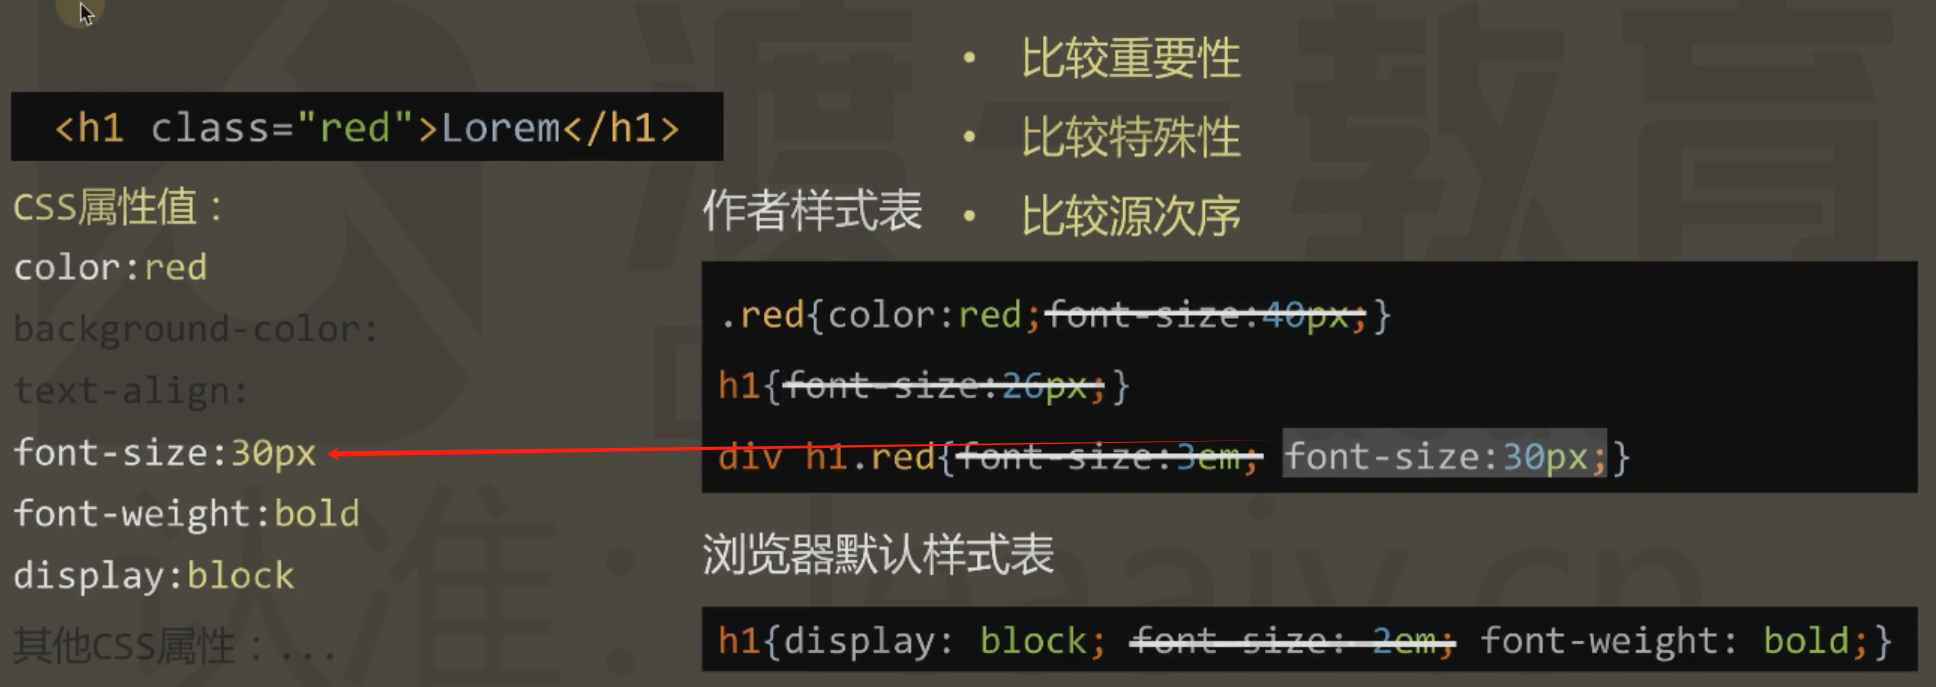 <h1 class="red">Lorem</h1>
CSS属性值：
color:red
background-color:
text-align:
font-size:30px
font-weight:bold
display:block
其他CSS属性：...
• 比较重要性
• 比较特殊性
• 比较源次序
作者样式表
.red{color:red;font-size:40px;}
h1{font-size:26px;}
div h1.red{font-size:3em; font-size:30px;}
浏览器默认样式表
h1{display: block; font-size: 2em; font-weight: bold;}